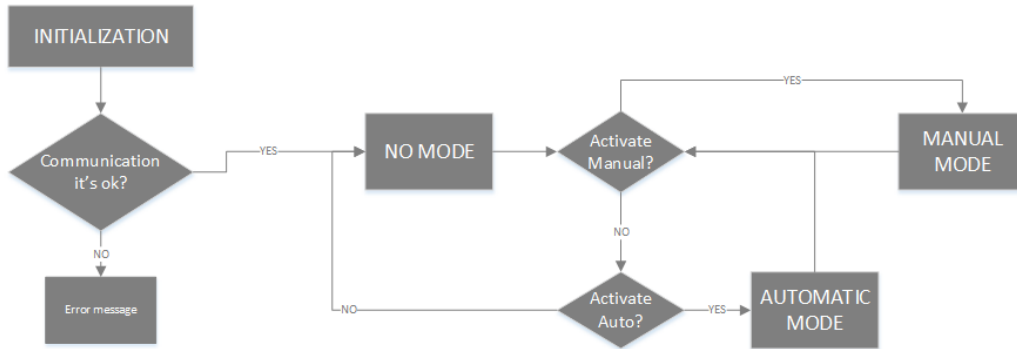 INITIALIZATION
Communication
it's ok?
YES
NO
Error message
NO MODE
Activate
Manual?
YES
MANUAL
MODE
NO
Activate
Auto?
NO
YES
AUTOMATIC
MODE